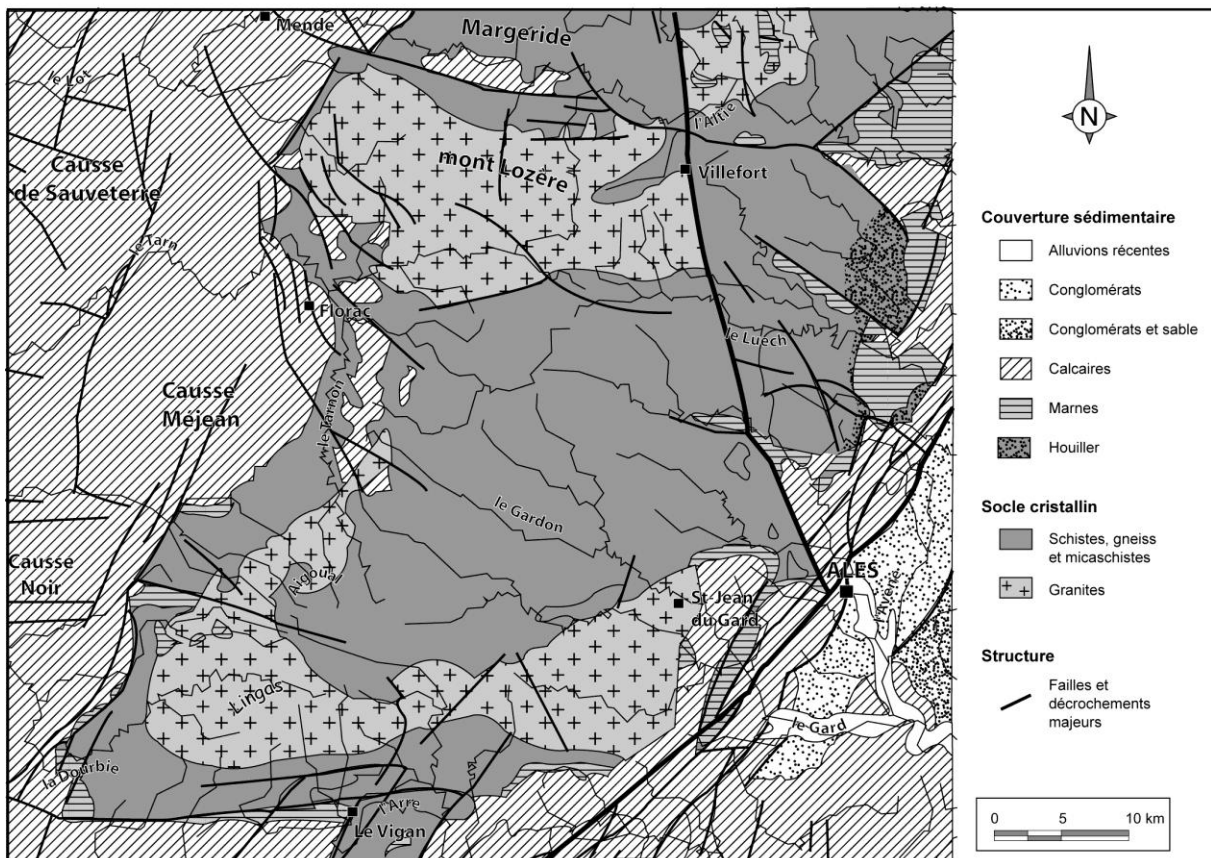 Mende
Margeride
le Lot
l'Altie
Causse
de Sauveterre
mont Lozère
Villefort
le Tarn
Florac
le Luech
Causse
Méjean
le Tarnon
le Gardon
Causse
Noir
Aigoual
ALES
St-Jean
du Gard
l'Avène
Lingas
le Gard
la Dourbie
l'Arre
Le Vigan
N
Couverture sédimentaire
Alluvions récentes
Conglomérats
Conglomérats et sable
Calcaires
Marnes
Houiller
Socle cristallin
Schistes, gneiss
et micaschistes
Granites
Structure
Failles et
décrochements
majeurs
0 5 10 km